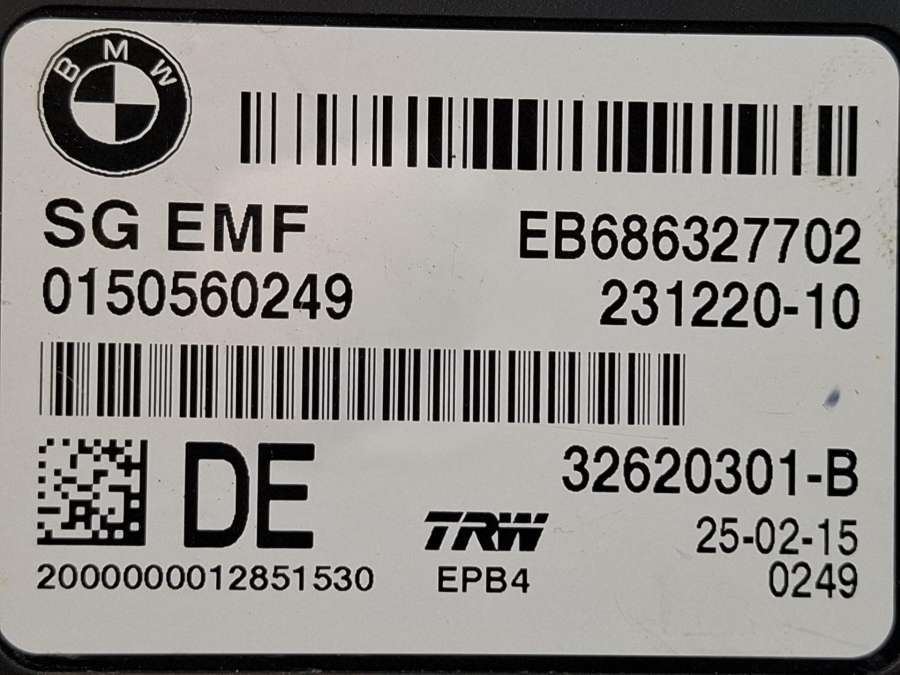 BMW
SG EMF
EB686327702
0150560249
231220-10
DE
32620301-B
TRW
25-02-15
2000000012851530
EPB4
0249